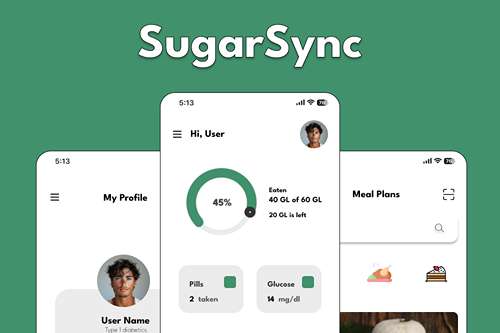 SugarSync
5:13
Hi, User
45%
Eaten
40 GL of 60 GL
20 GL is left
Pills
2 taken
Glucose
14 mg/dl
5:13
My Profile
User Name
Type 1 diabetics
Meal Plans